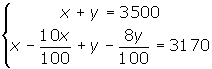 x + y = 3500
x − 10x/100 + y − 8y/100 = 3170